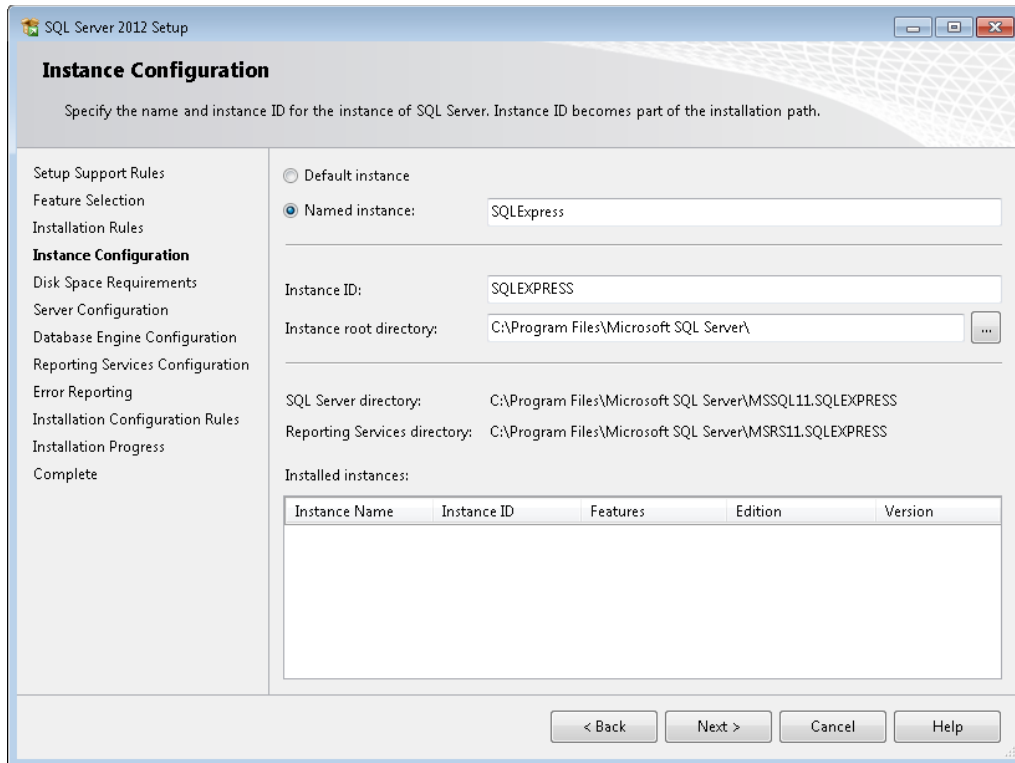 SQL Server 2012 Setup
Instance Configuration
Specify the name and instance ID for the instance of SQL Server. Instance ID becomes part of the installation path.
Setup Support Rules
Feature Selection
Installation Rules
Instance Configuration
Disk Space Requirements
Server Configuration
Database Engine Configuration
Reporting Services Configuration
Error Reporting
Installation Configuration Rules
Installation Progress
Complete
Default instance
Named instance: SQLExpress
Instance ID: SQLEXPRESS
Instance root directory: C:\Program Files\Microsoft SQL Server\ ...
SQL Server directory: C:\Program Files\Microsoft SQL Server\MSSQL11.SQLEXPRESS
Reporting Services directory: C:\Program Files\Microsoft SQL Server\MSRS11.SQLEXPRESS
Installed instances:
Instance Name Instance ID Features Edition Version
< Back Next > Cancel Help